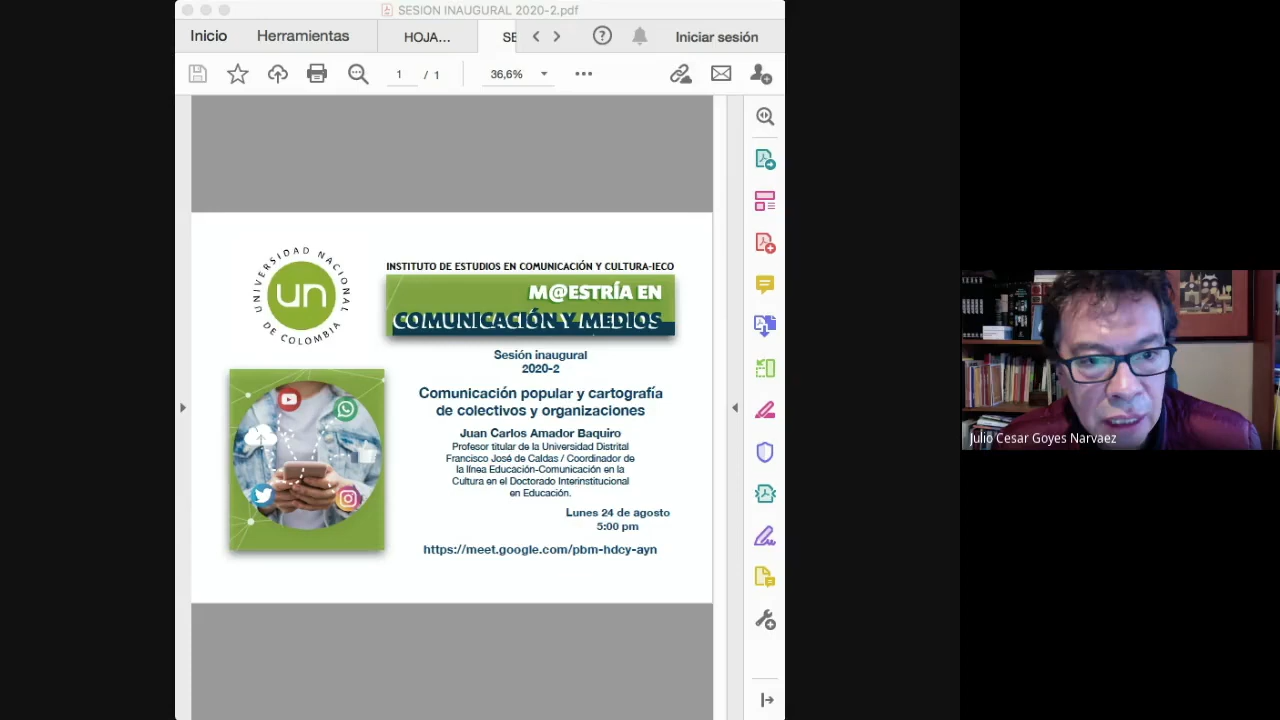 SESION INAUGURAL 2020-2.pdf
Inicio
Herramientas
HOJA...
SE
Iniciar sesión
1 / 1
36,6%
UNIVERSIDAD NACIONAL
DE COLOMBIA
un
INSTITUTO DE ESTUDIOS EN COMUNICACIÓN Y CULTURA-IECO
M@ESTRÍA EN
COMUNICACIÓN Y MEDIOS
Sesión inaugural
2020-2
Comunicación popular y cartografía
de colectivos y organizaciones
Juan Carlos Amador Baquiro
Profesor titular de la Universidad Distrital
Francisco José de Caldas / Coordinador de
la línea Educación-Comunicación en la
Cultura en el Doctorado Interinstitucional
en Educación.
Lunes 24 de agosto
5:00 pm
https://meet.google.com/pbm-hdcy-ayn
Julio Cesar Goyes Narvaez